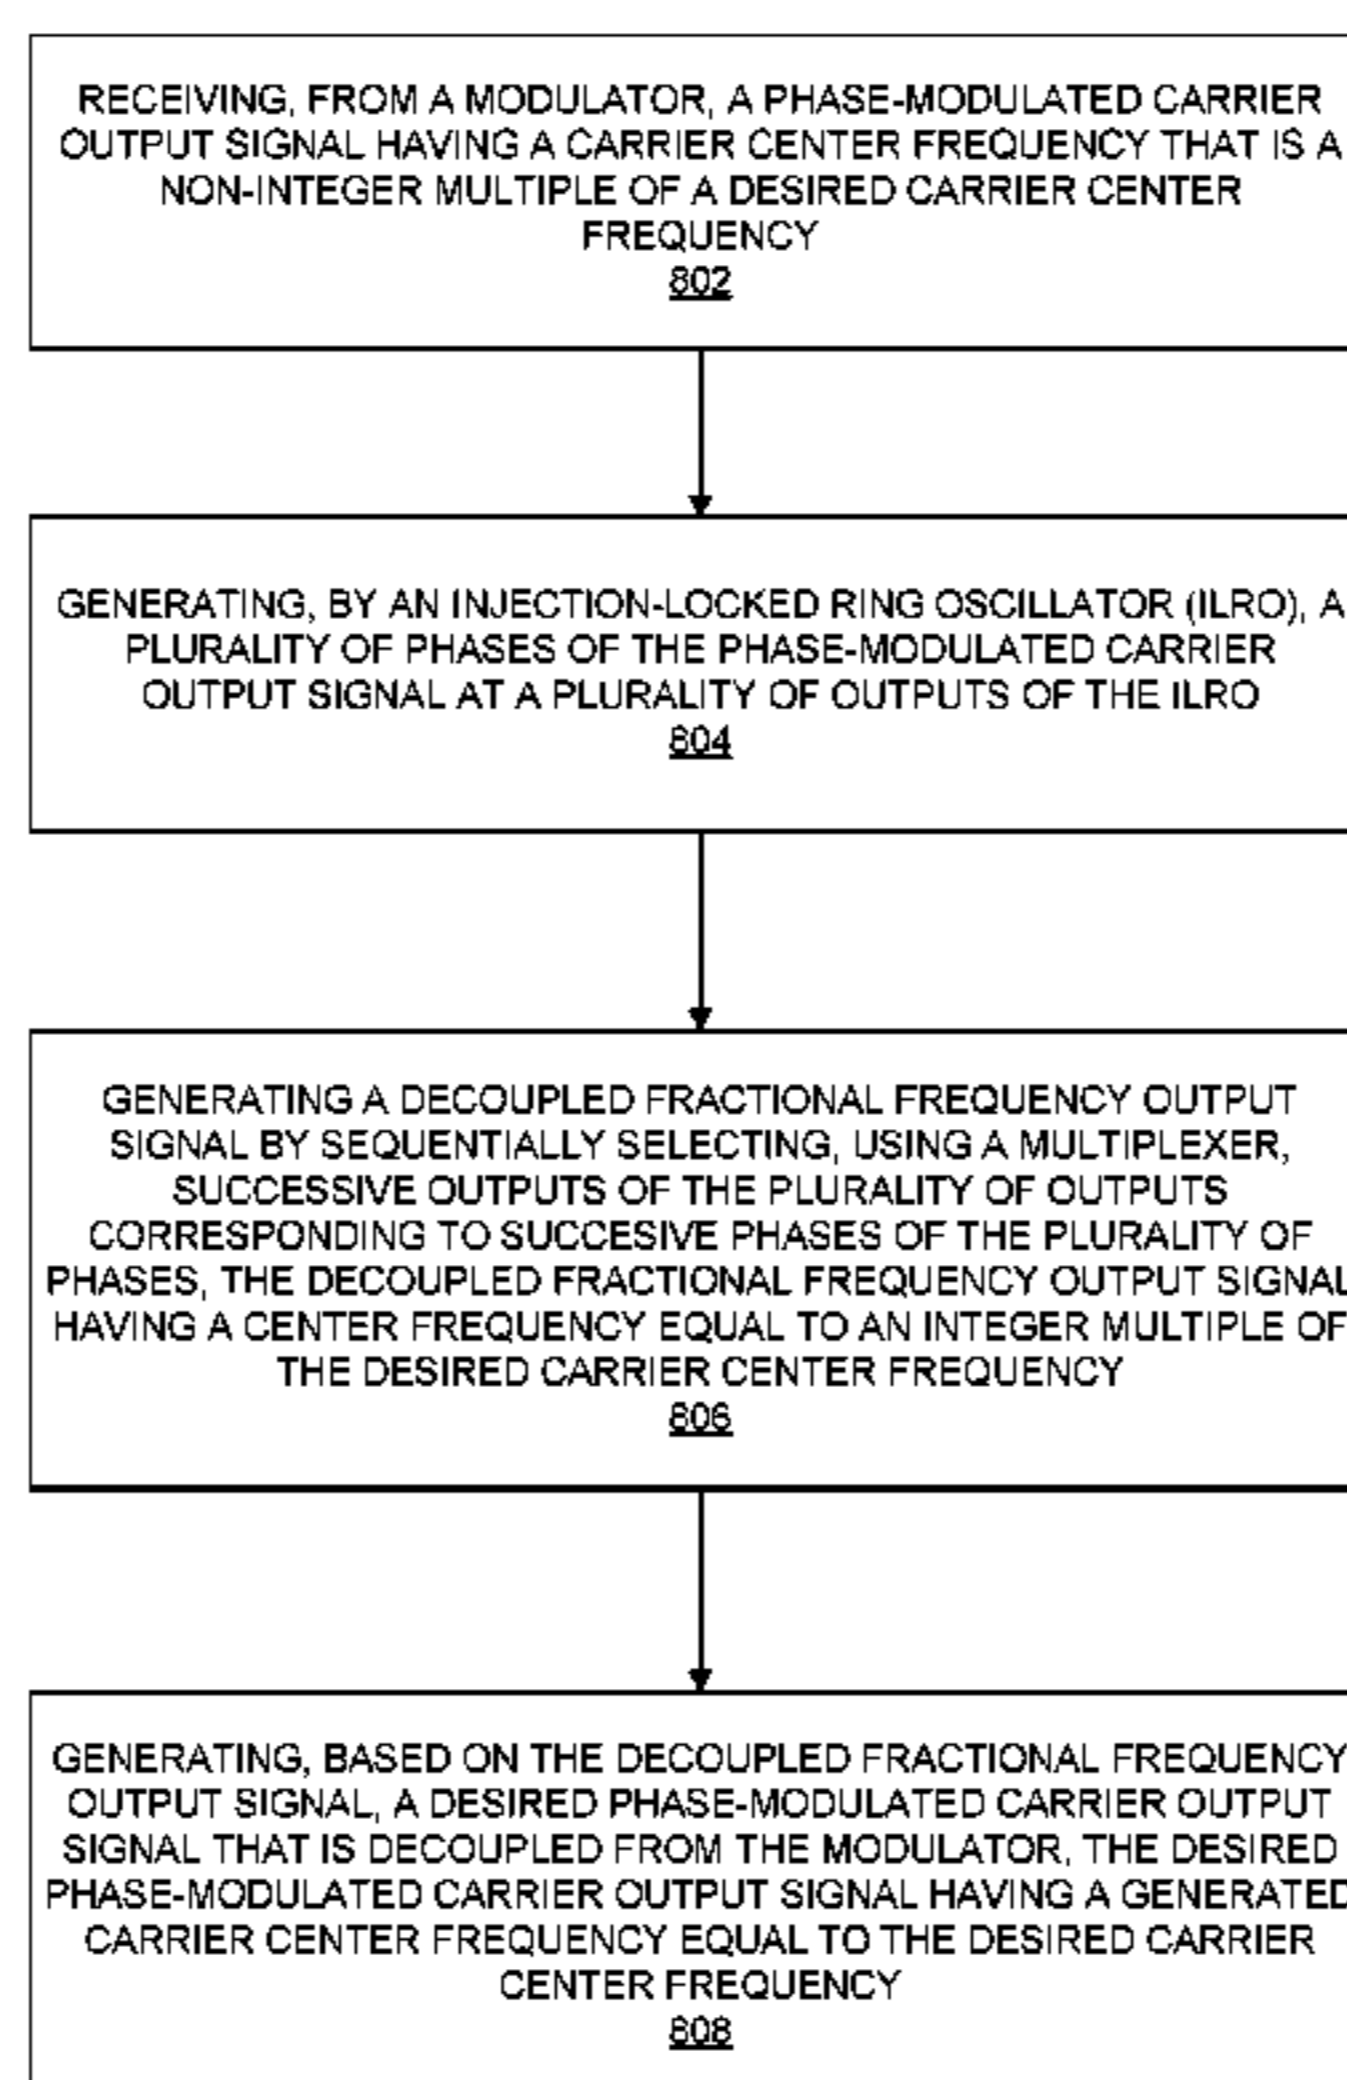 RECEIVING, FROM A MODULATOR, A PHASE-MODULATED CARRIER
OUTPUT SIGNAL HAVING A CARRIER CENTER FREQUENCY THAT IS A
NON-INTEGER MULTIPLE OF A DESIRED CARRIER CENTER
FREQUENCY
802
GENERATING, BY AN INJECTION-LOCKED RING OSCILLATOR (ILRO), A
PLURALITY OF PHASES OF THE PHASE-MODULATED CARRIER
OUTPUT SIGNAL AT A PLURALITY OF OUTPUTS OF THE ILRO
804
GENERATING A DECOUPLED FRACTIONAL FREQUENCY OUTPUT
SIGNAL BY SEQUENTIALLY SELECTING, USING A MULTIPLEXER,
SUCCESSIVE OUTPUTS OF THE PLURALITY OF OUTPUTS
CORRESPONDING TO SUCCESIVE PHASES OF THE PLURALITY OF
PHASES, THE DECOUPLED FRACTIONAL FREQUENCY OUTPUT SIGNAL
HAVING A CENTER FREQUENCY EQUAL TO AN INTEGER MULTIPLE OF
THE DESIRED CARRIER CENTER FREQUENCY
806
GENERATING, BASED ON THE DECOUPLED FRACTIONAL FREQUENCY
OUTPUT SIGNAL, A DESIRED PHASE-MODULATED CARRIER OUTPUT
SIGNAL THAT IS DECOUPLED FROM THE MODULATOR, THE DESIRED
PHASE-MODULATED CARRIER OUTPUT SIGNAL HAVING A GENERATED
CARRIER CENTER FREQUENCY EQUAL TO THE DESIRED CARRIER
CENTER FREQUENCY
808